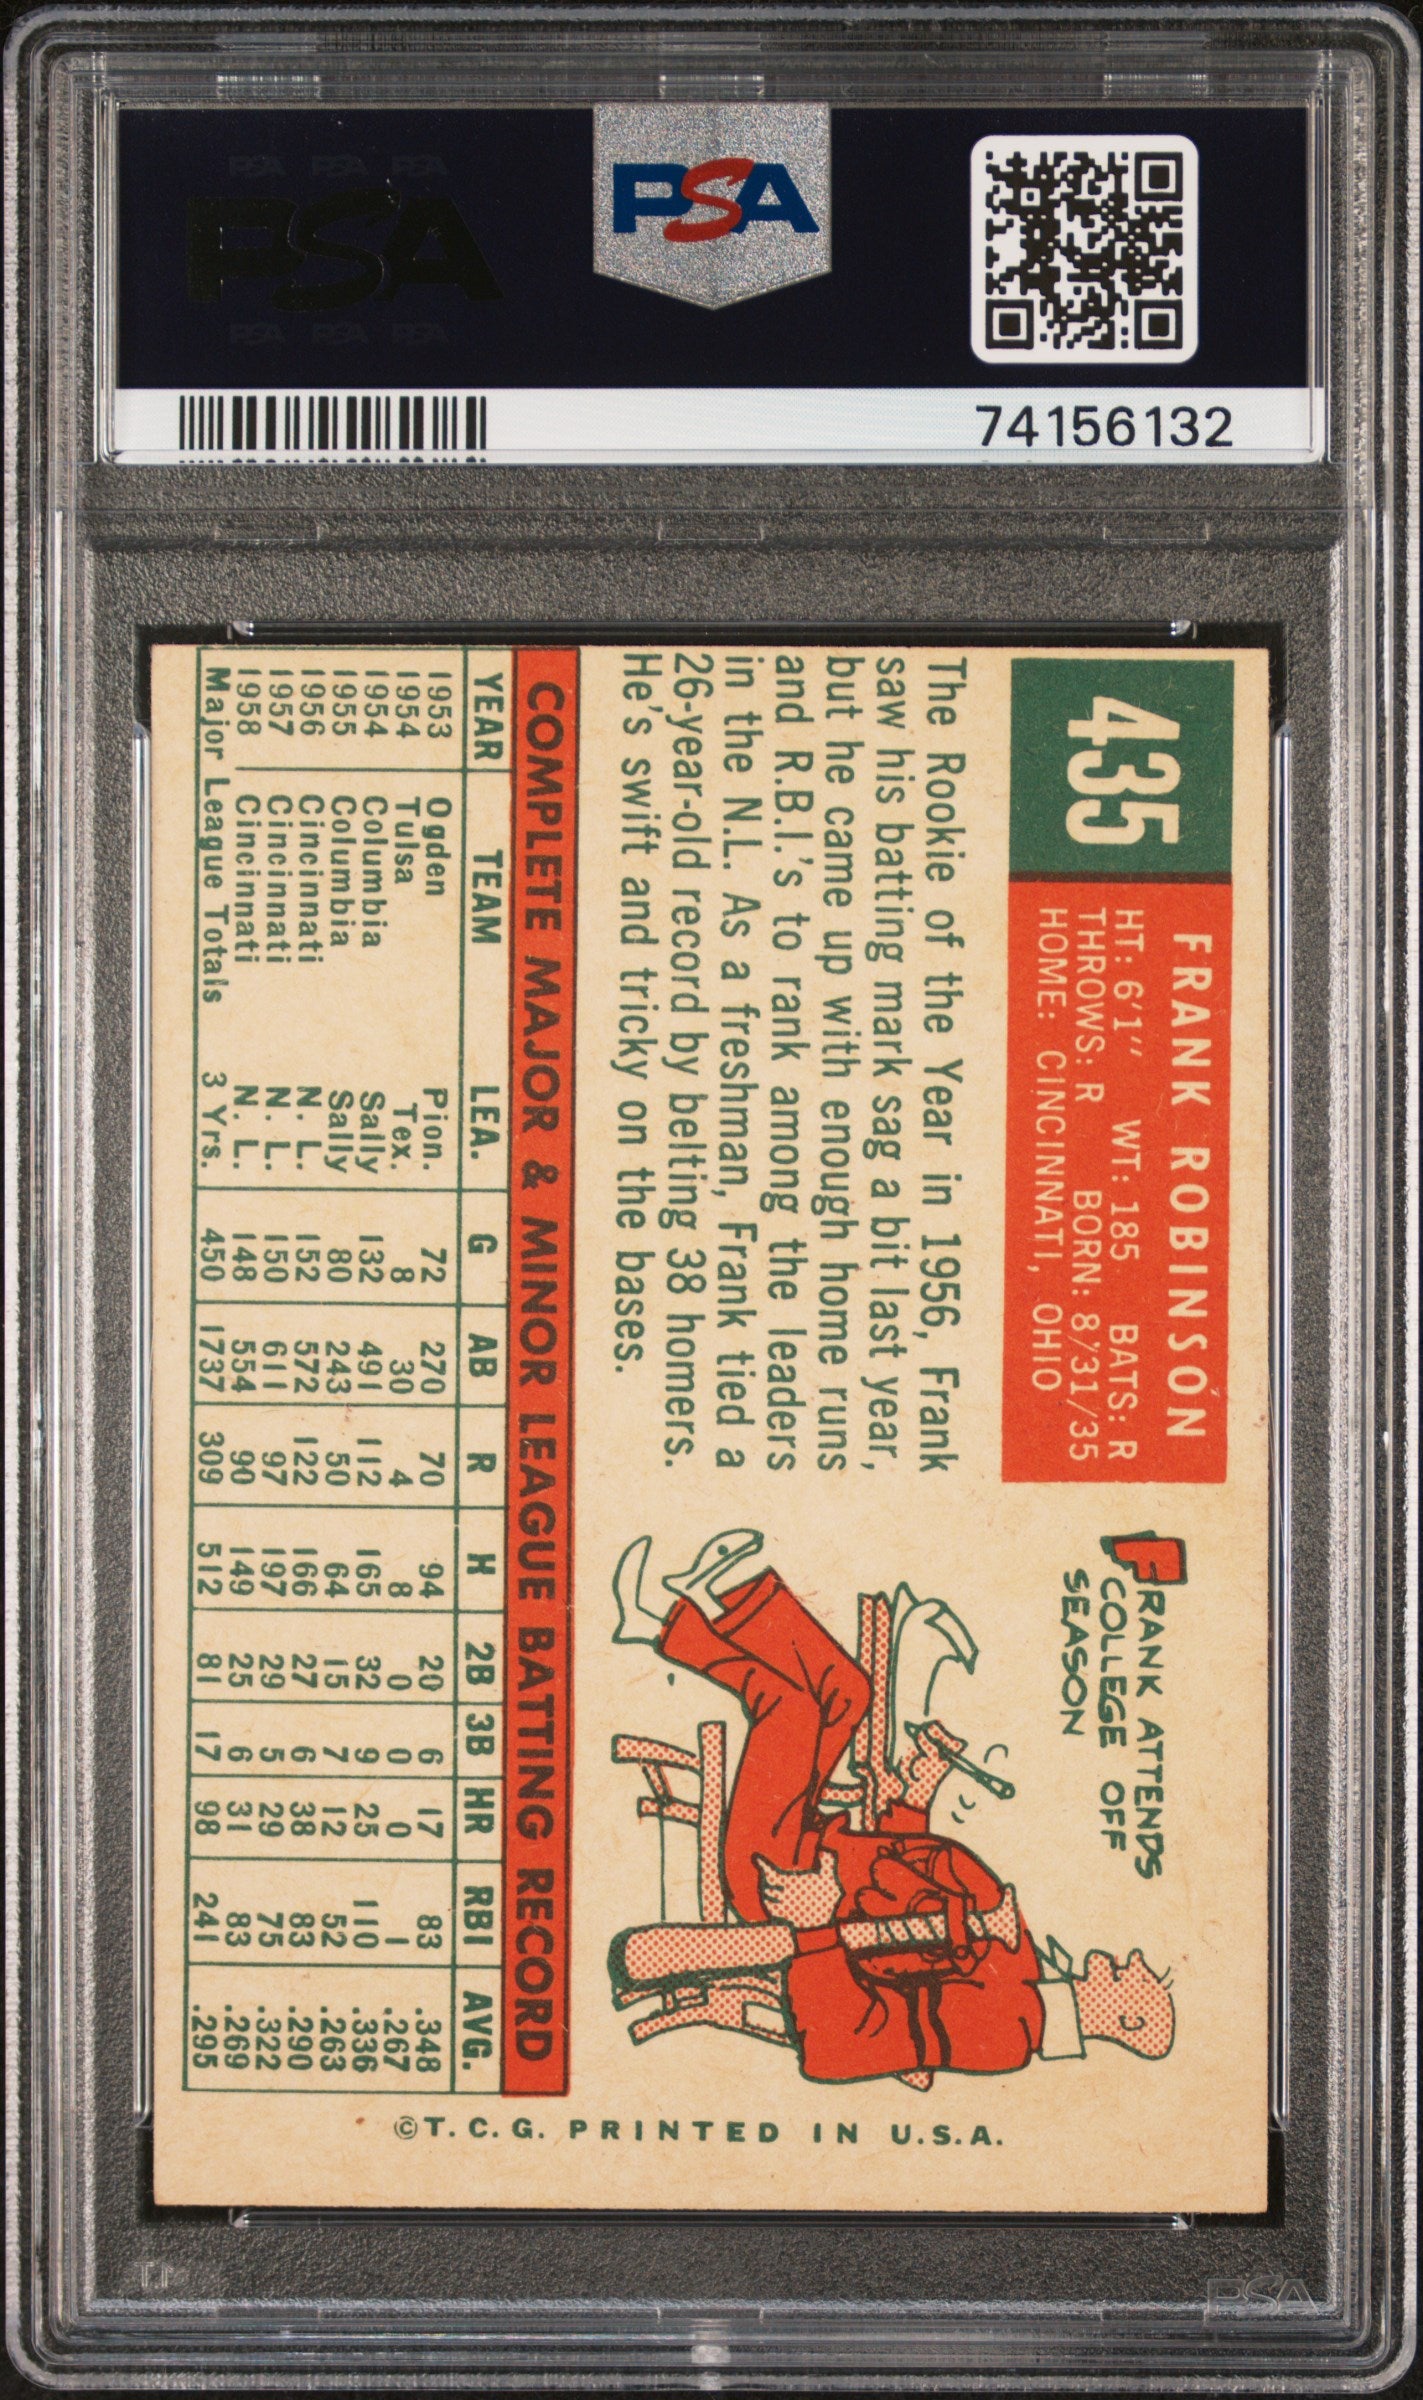 PSA PSA PSA
PSA
PSA PSA PSA
PSA
74156132
435
FRANK ROBINSON
HT: 6'1" WT: 185 BATS: R
THROWS: R BORN: 8/31/35
HOME: CINCINNATI, OHIO
The Rookie of the Year in 1956, Frank
saw his batting mark sag a bit last year,
but he came up with enough home runs
and R.B.I.'s to rank among the leaders
in the N.L. As a freshman, Frank tied a
26-year-old record by belting 38 homers.
He's swift and tricky on the bases.
FRANK ATTENDS
COLLEGE OFF
SEASON
COMPLETE MAJOR & MINOR LEAGUE BATTING RECORD
YEAR TEAM LEA. G AB R H 2B 3B HR RBI AVG.
1953 Ogden Pion. 72 270 70 94 20 6 17 83 .348
1954 Tulsa Tex. 8 30 4 8 0 0 0 1 .267
1954 Columbia Sally 132 491 112 165 32 9 25 110 .336
1955 Columbia Sally 80 243 50 64 15 7 12 52 .263
1956 Cincinnati N. L. 152 572 122 166 27 6 38 83 .290
1957 Cincinnati N. L. 150 611 97 197 29 5 29 75 .322
1958 Cincinnati N. L. 148 554 90 149 25 6 31 83 .269
Major League Totals 3 Yrs. 450 1737 309 512 81 17 98 241 .295
©T. C. G. PRINTED IN U.S.A.
PSA